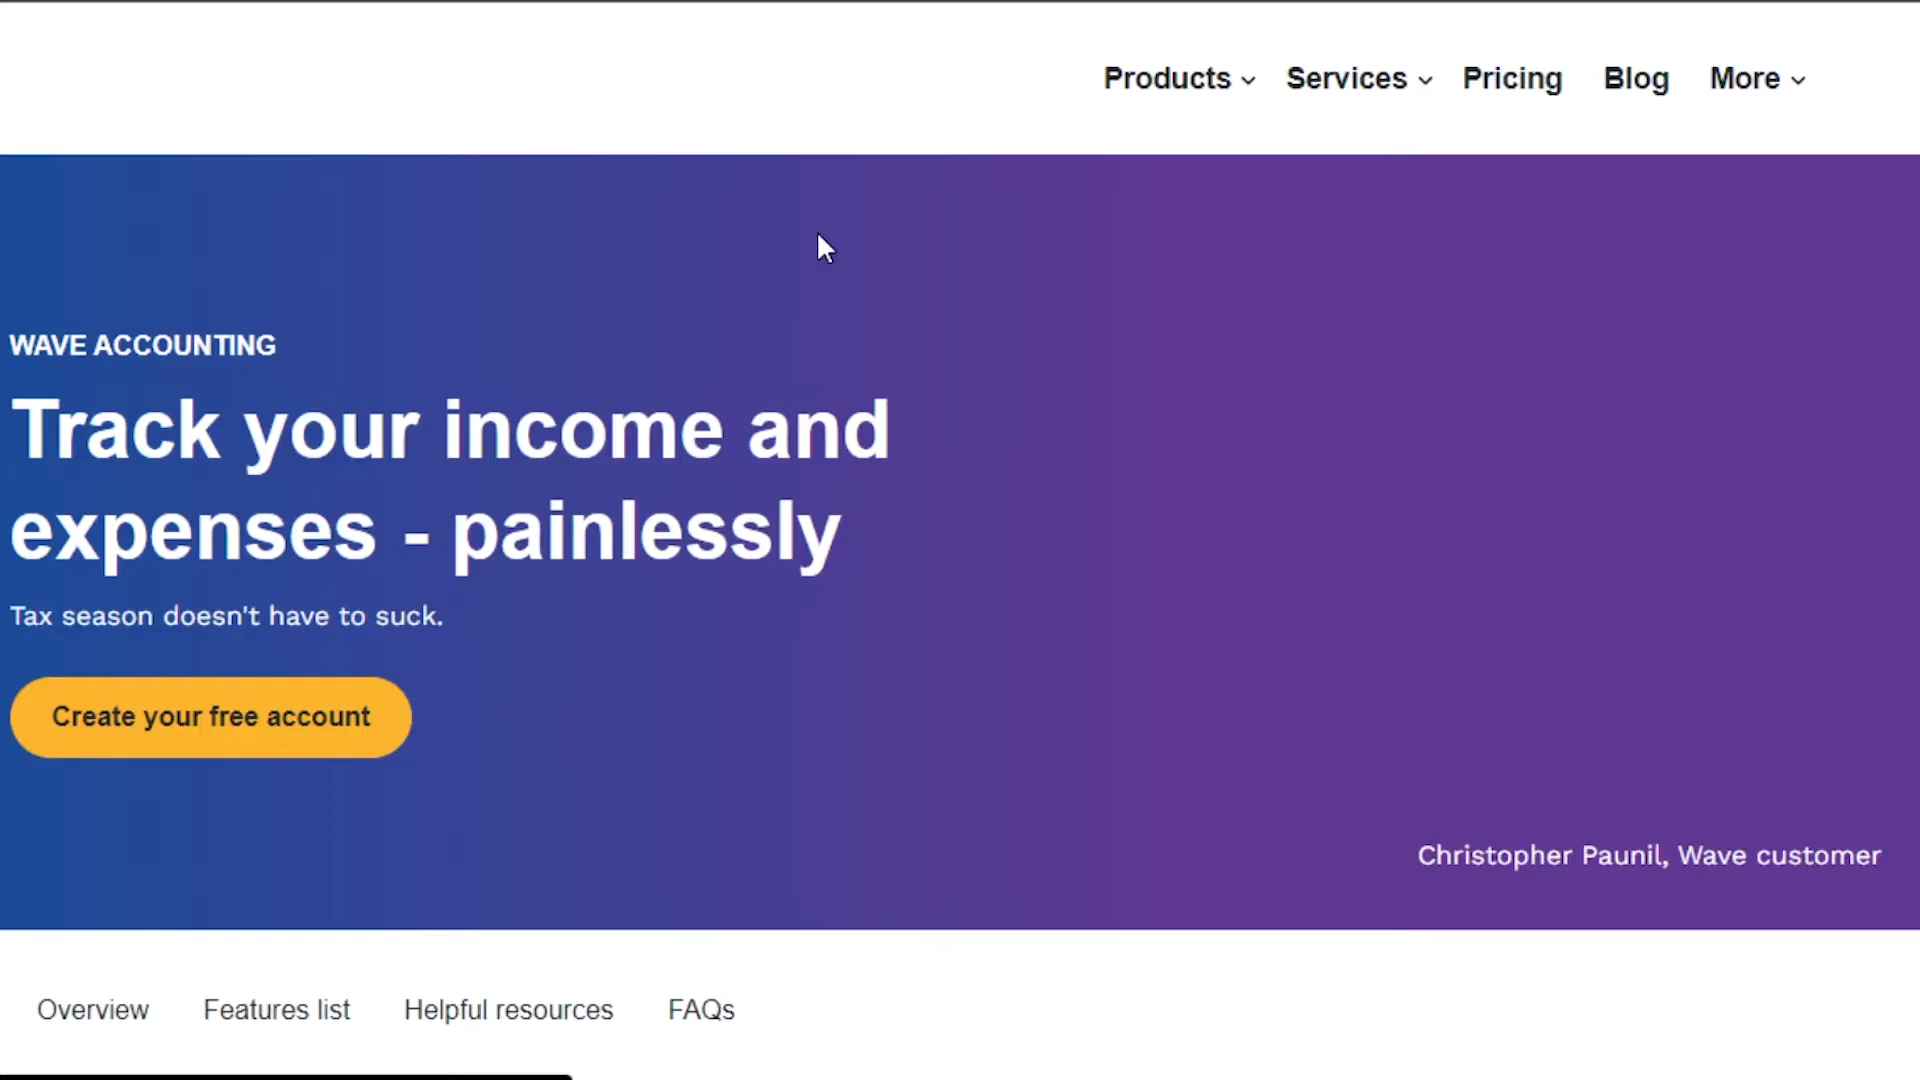 Products Services Pricing Blog More
WAVE ACCOUNTING
Track your income and
expenses - painlessly
Tax season doesn't have to suck.
Create your free account
Christopher Paunil, Wave customer
Overview Features list Helpful resources FAQs